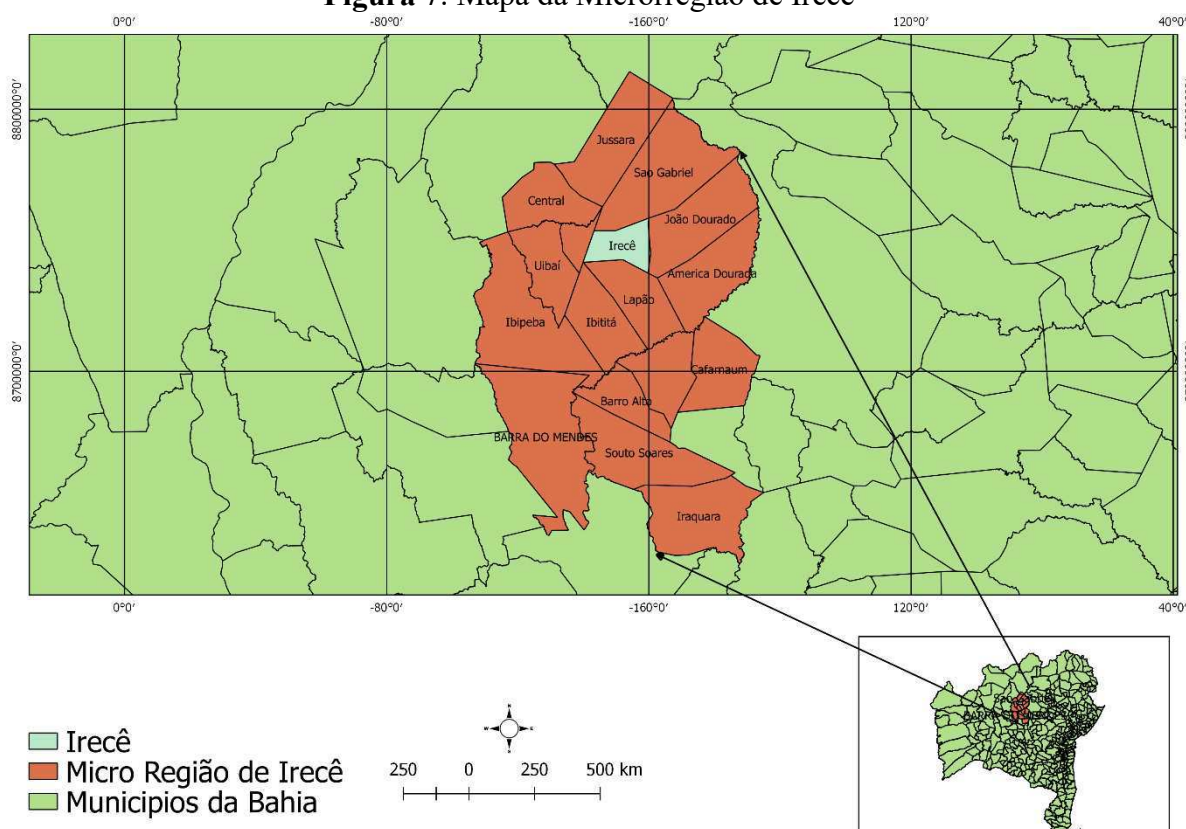 Figura 7: Mapa da Microrregião de Irecê
0°0' -80°0' -160°0' 120°0' 40°0'
8800000°0'
8700000°0'
Jussara
Sao Gabriel
Central
João Dourado
Irecê
Uibaí
America Dourada
Lapão
Ibipeba
Ibititá
Cafarnaum
Barro Alto
BARRA DO MENDES
Souto Soares
Iraquara
0°0' -80°0' -160°0' 120°0' 40°0'
Irecê
Micro Região de Irecê
Municipios da Bahia
N
W E
S
250 0 250 500 km